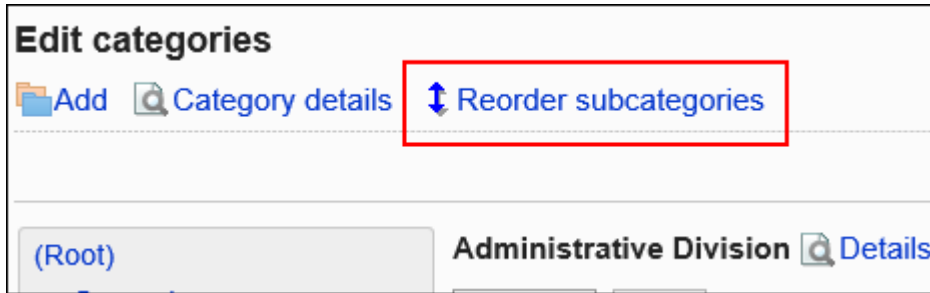 Edit categories
Add Category details Reorder subcategories
(Root) Administrative Division Details